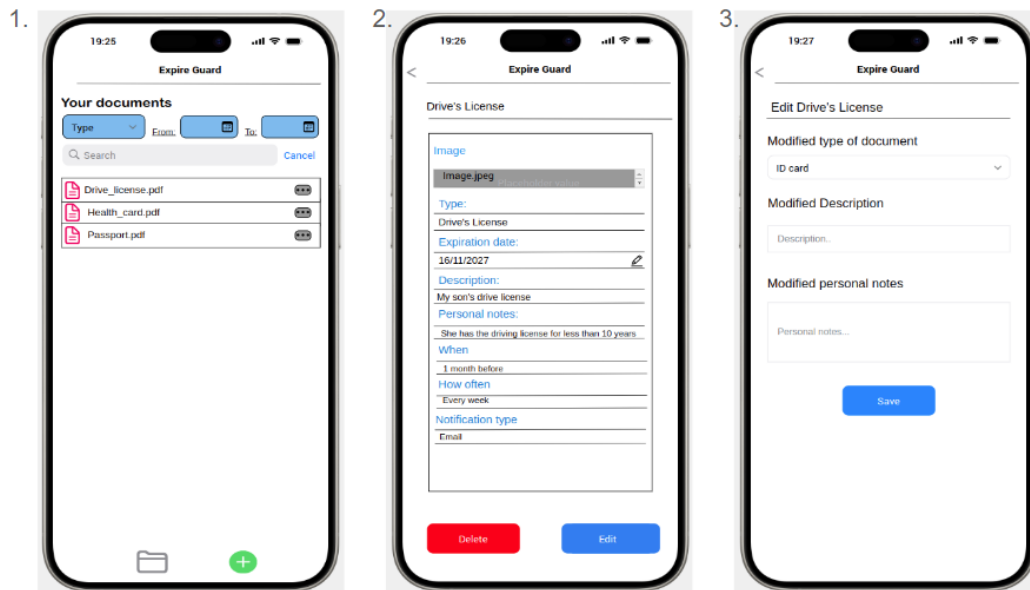 1.
19:25
Expire Guard
Your documents
Type From: To:
Search Cancel
Drive_license.pdf
Health_card.pdf
Passport.pdf
2.
19:26
<
Expire Guard
Drive's License
Image
Image.jpeg
Type:
Drive's License
Expiration date:
16/11/2027
Description:
My son's drive license
Personal notes:
She has the driving license for less than 10 years
When
1 month before
How often
Every week
Notification type
Email
Delete Edit
3.
19:27
<
Expire Guard
Edit Drive's License
Modified type of document
ID card
Modified Description
Description..
Modified personal notes
Personal notes...
Save